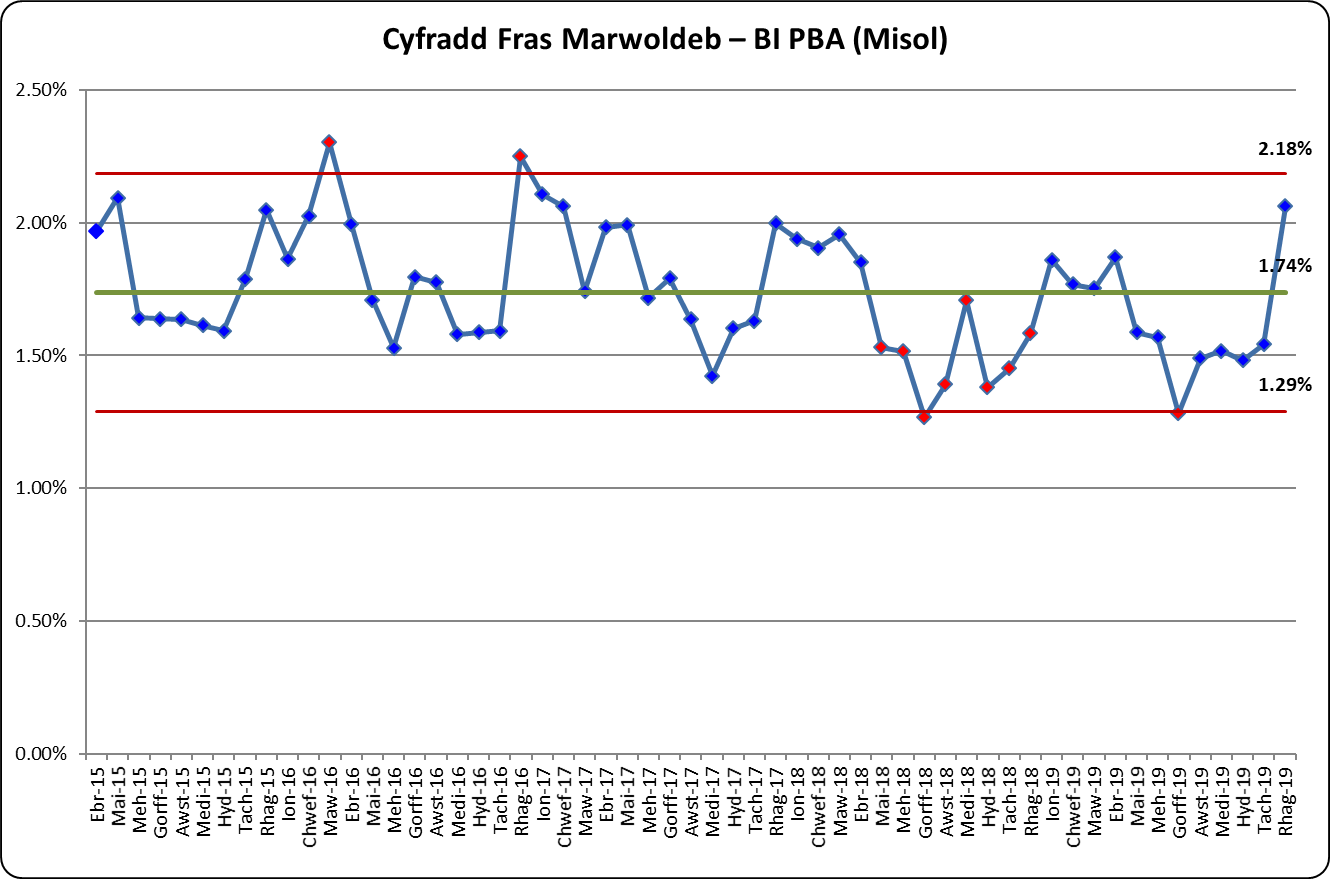 Cyfradd Fras Marwoldeb – BI PBA (Misol)
2.50%
2.00%
1.50%
1.00%
0.50%
0.00%
2.18%
1.74%
1.29%
Ebr-15
Mai-15
Meh-15
Gorff-15
Awst-15
Medi-15
Hyd-15
Tach-15
Rhag-15
Ion-16
Chwef-16
Maw-16
Ebr-16
Mai-16
Meh-16
Gorff-16
Awst-16
Medi-16
Hyd-16
Tach-16
Rhag-16
Ion-17
Chwef-17
Maw-17
Ebr-17
Mai-17
Meh-17
Gorff-17
Awst-17
Medi-17
Hyd-17
Tach-17
Rhag-17
Ion-18
Chwef-18
Maw-18
Ebr-18
Mai-18
Meh-18
Gorff-18
Awst-18
Medi-18
Hyd-18
Tach-18
Rhag-18
Ion-19
Chwef-19
Maw-19
Ebr-19
Mai-19
Meh-19
Gorff-19
Awst-19
Medi-19
Hyd-19
Tach-19
Rhag-19